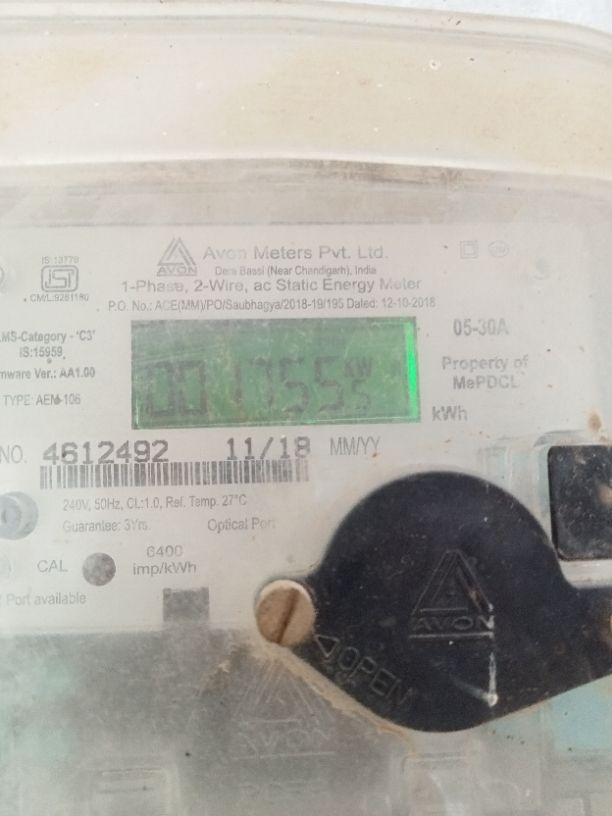 IS:13779
CM/L:9261180
AVON
Avon Meters Pvt. Ltd.
Dera Bassi (Near Chandigarh), India
1-Phase, 2-Wire, ac Static Energy Meter
P.O. No.: ACE(MM)/PO/Saubhagya/2018-19/195 Dated: 12-10-2018
LMS-Category - 'C3'
IS:15959
mware Ver.: AA1.00
TYPE: AEM-106
001755
05-30A
Property of
MePDCL
kWh
NO. 4612492 11/18 MM/YY
240V, 50Hz, CL:1.0, Ref. Temp. 27°C
Guarantee: 3Yrs. Optical Port
CAL
6400
imp/kWh
Port available
AVON
OPEN
AVON